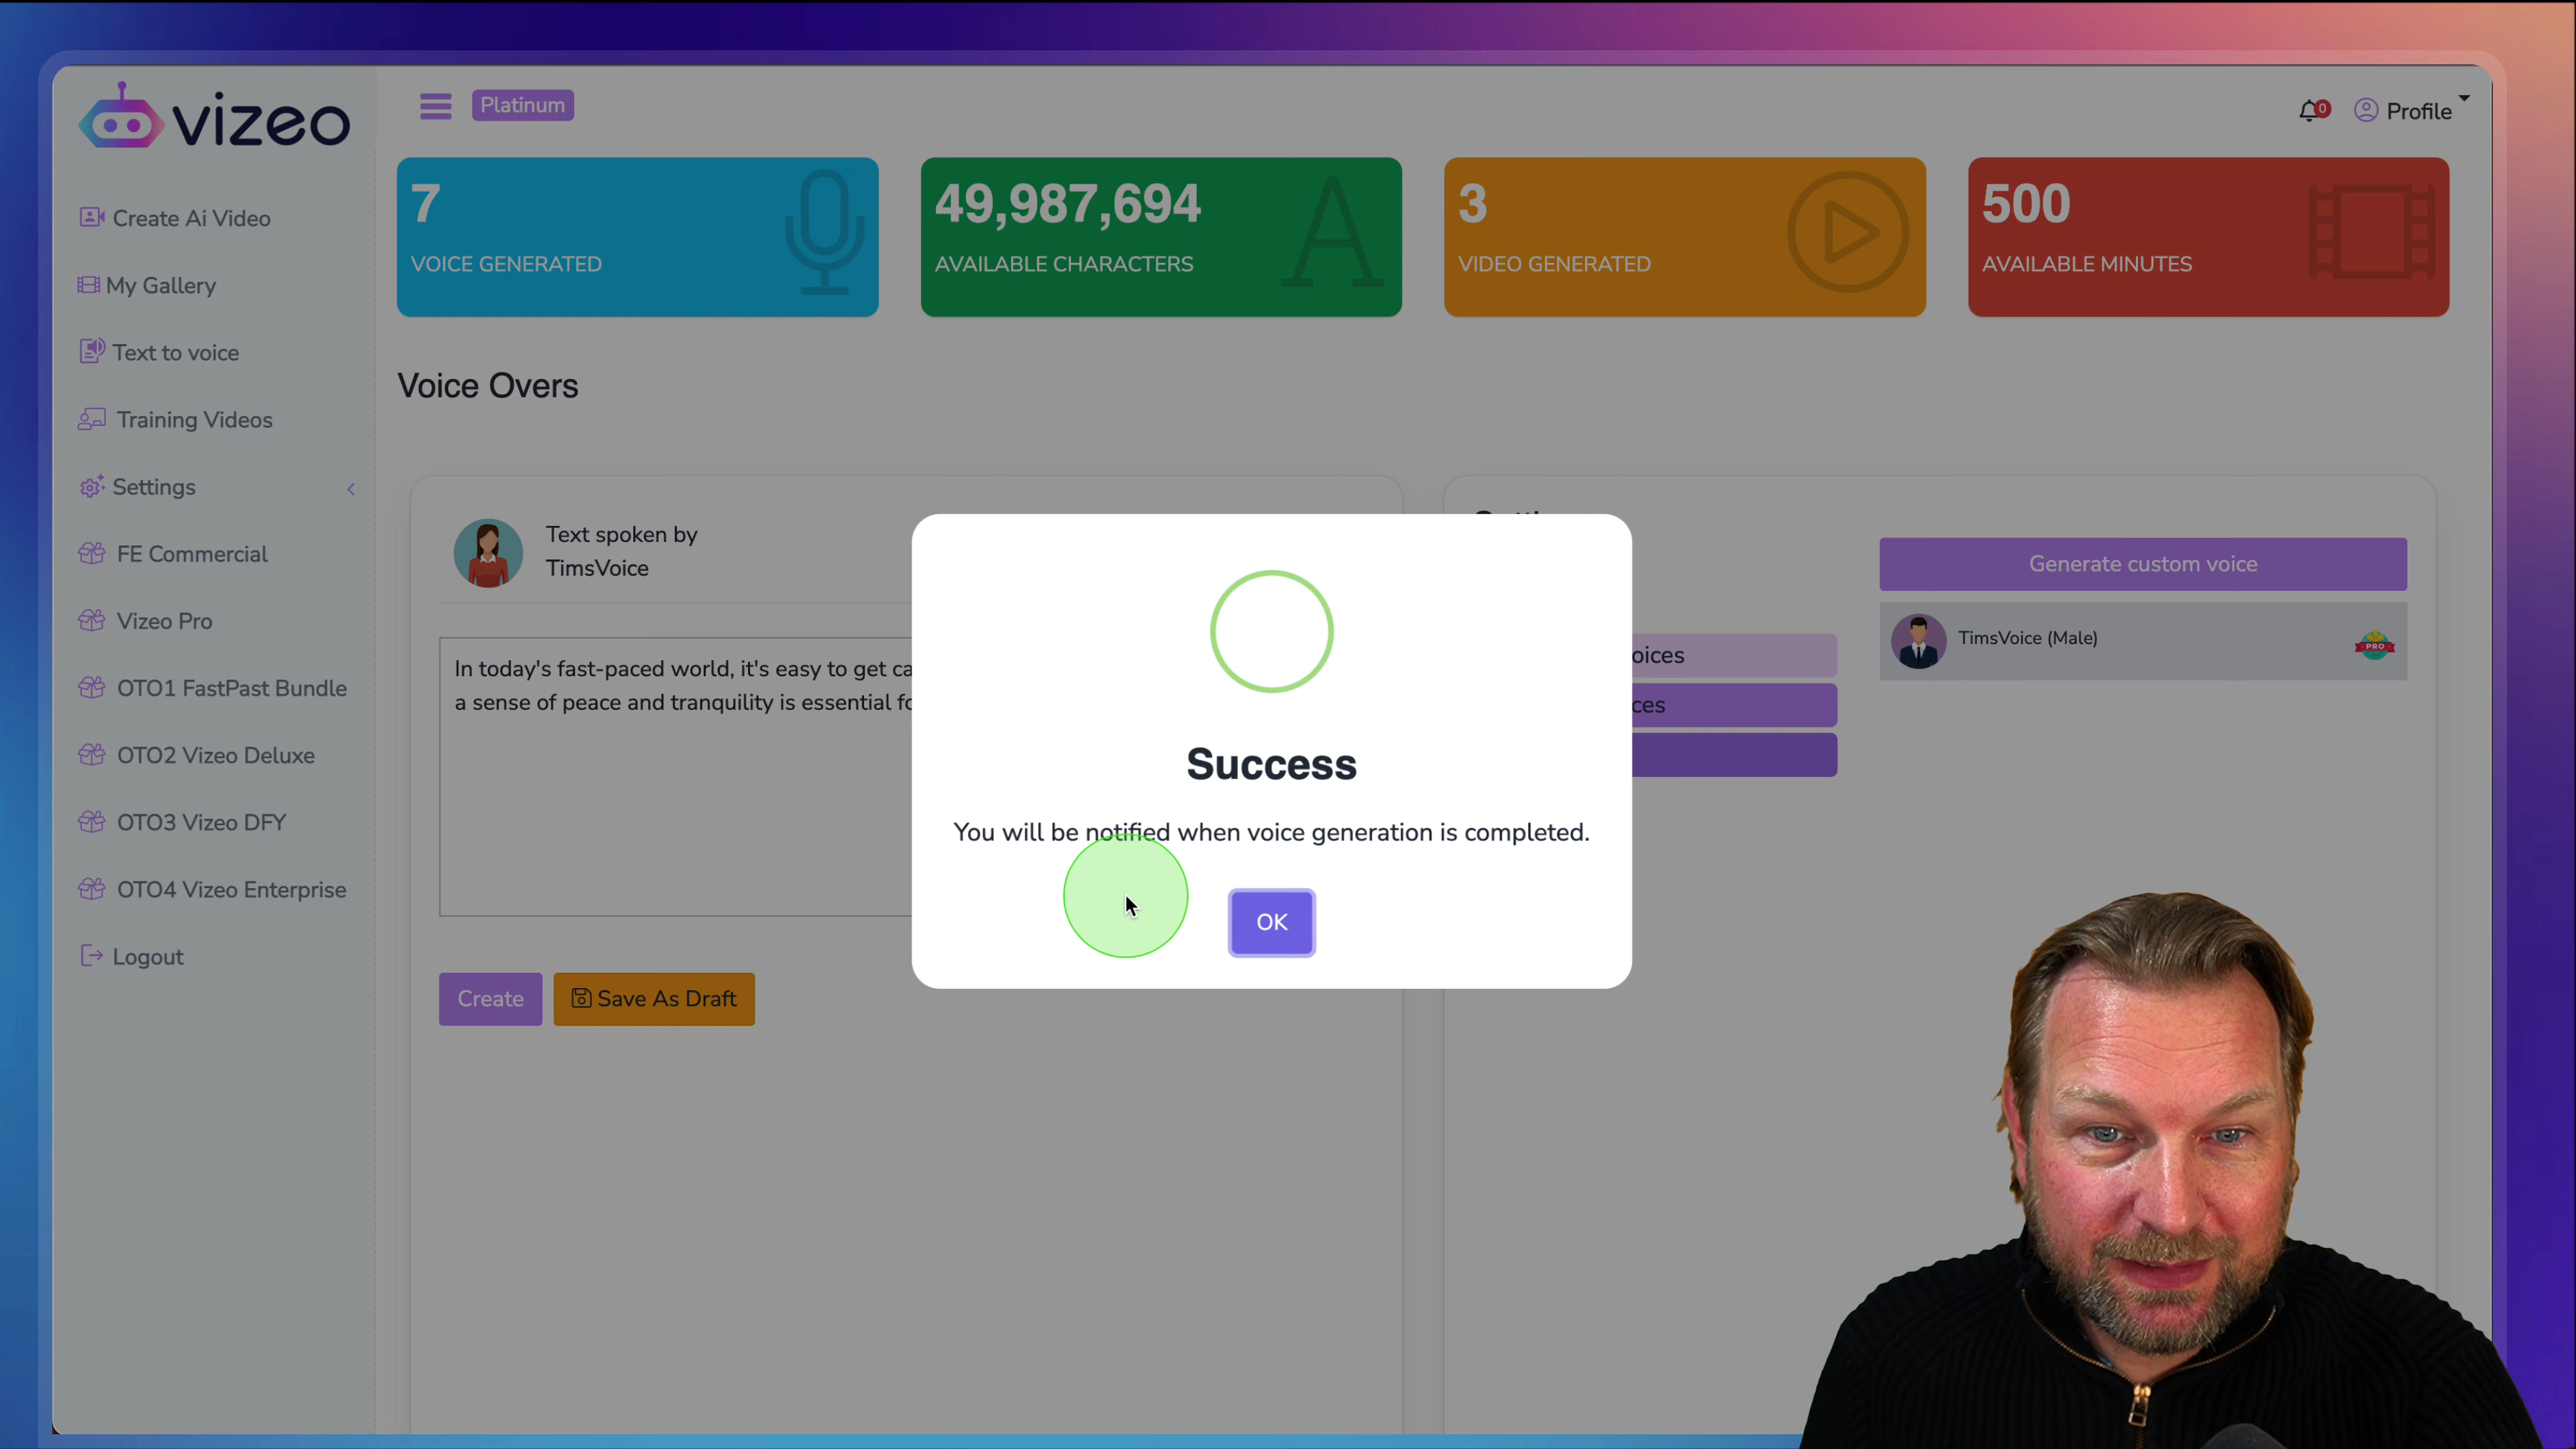 vizeo
Platinum
0
Profile
Create Ai Video
My Gallery
Text to voice
Training Videos
Settings
FE Commercial
Vizeo Pro
OTO1 FastPast Bundle
OTO2 Vizeo Deluxe
OTO3 Vizeo DFY
OTO4 Vizeo Enterprise
Logout
7
VOICE GENERATED
49,987,694
AVAILABLE CHARACTERS
3
VIDEO GENERATED
500
AVAILABLE MINUTES
Voice Overs
Text spoken by
TimsVoice
In today's fast-paced world, it's easy to get ca
a sense of peace and tranquility is essential fo
Create
Save As Draft
Success
You will be notified when voice generation is completed.
OK
oices
ces
Generate custom voice
TimsVoice (Male)
PRO